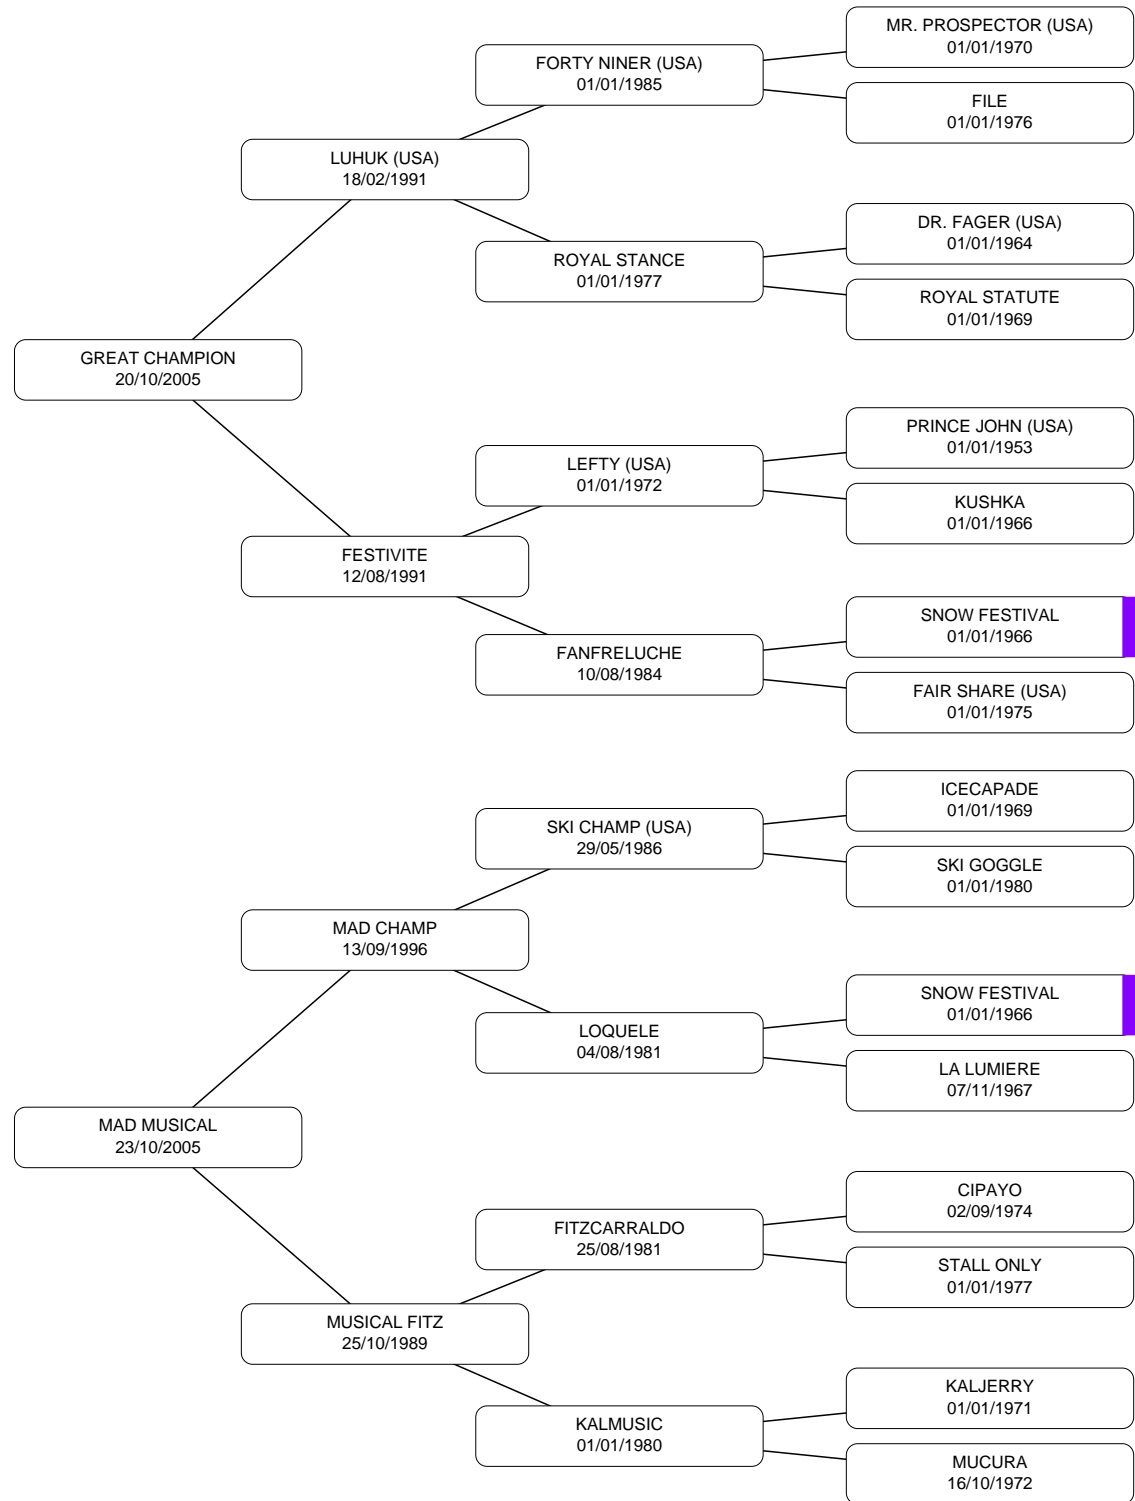 MR. PROSPECTOR (USA)
01/01/1970
FORTY NINER (USA)
01/01/1985
FILE
01/01/1976
LUHUK (USA)
18/02/1991
DR. FAGER (USA)
01/01/1964
ROYAL STANCE
01/01/1977
ROYAL STATUTE
01/01/1969
GREAT CHAMPION
20/10/2005
PRINCE JOHN (USA)
01/01/1953
LEFTY (USA)
01/01/1972
KUSHKA
01/01/1966
FESTIVITE
12/08/1991
SNOW FESTIVAL
01/01/1966
FANFRELUCHE
10/08/1984
FAIR SHARE (USA)
01/01/1975
ICECAPADE
01/01/1969
SKI CHAMP (USA)
29/05/1986
SKI GOGGLE
01/01/1980
MAD CHAMP
13/09/1996
SNOW FESTIVAL
01/01/1966
LOQUELE
04/08/1981
LA LUMIERE
07/11/1967
MAD MUSICAL
23/10/2005
CIPAYO
02/09/1974
FITZCARRALDO
25/08/1981
STALL ONLY
01/01/1977
MUSICAL FITZ
25/10/1989
KALJERRY
01/01/1971
KALMUSIC
01/01/1980
MUCURA
16/10/1972